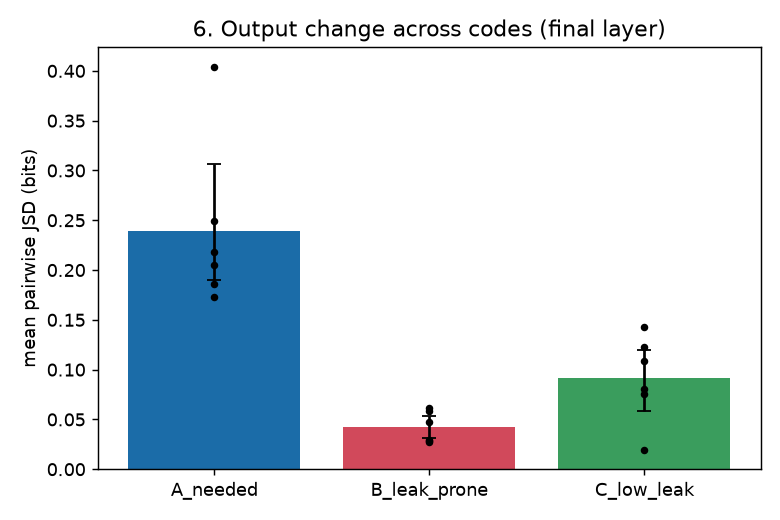 6. Output change across codes (final layer)
mean pairwise JSD (bits)
0.40
0.35
0.30
0.25
0.20
0.15
0.10
0.05
0.00
A_needed
B_leak_prone
C_low_leak